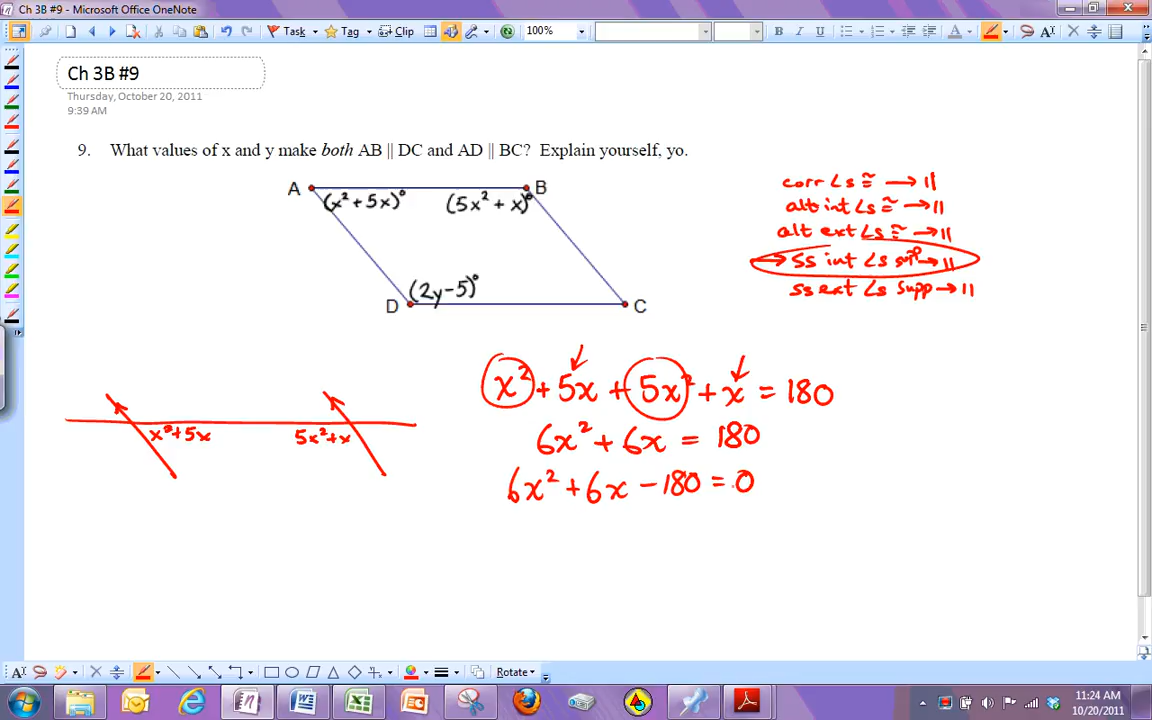 Ch 3B #9 - Microsoft OneNote
Task Tag Clip 100% B I U A
Ch 3B #9
Thursday, October 20, 2011
9:39 AM
9. What values of x and y make both AB || DC and AD || BC? Explain yourself, yo.
A (x² + 5x)° (5x² + x)° B
(2y-5)°
D C
corr ∠s ≅ → ||
alt int ∠s ≅ → ||
alt ext ∠s ≅ → ||
→ ss int ∠s supp → ||
ss ext ∠s supp → ||
x² + 5x + 5x² + x = 180
x²+5x 5x²+x
6x² + 6x = 180
6x² + 6x - 180 = 0
Rotate
11:24 AM
10/20/2011